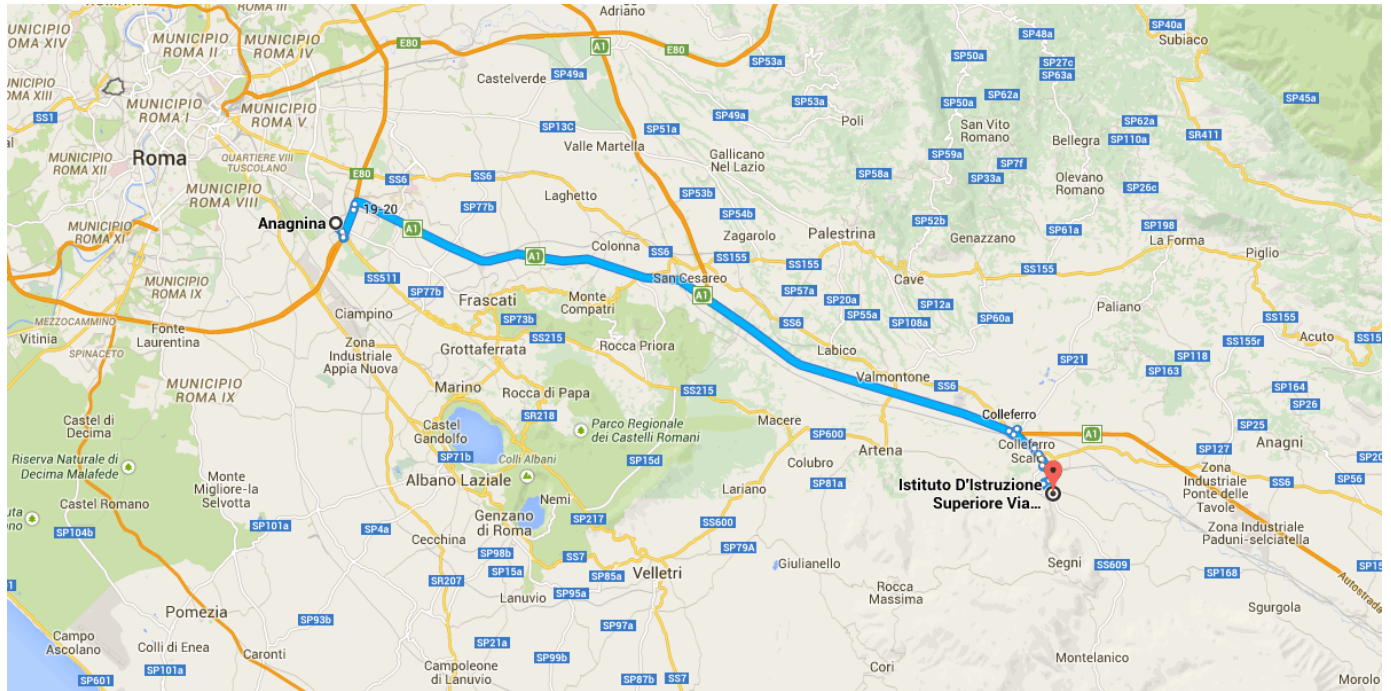 MUNICIPIO
ROMA III
Adriano
SP40a
Subiaco
MUNICIPIO
ROMA II
MUNICIPIO
ROMA IV
E80
A1
E80
SP48a
SP50a
SP27c
SP63a
Castelverde
SP49a
SP53a
MUNICIPIO
ROMA XIII
MUNICIPIO
ROMA I
MUNICIPIO
ROMA V
SS1
SP53a
SP50a
SP62a
SP45a
SP49a
Poli
San Vito
Romano
SP62a
SP13C
SP51a
Bellegra
SP110a
SR411
Valle Martella
MUNICIPIO
ROMA XII
Roma
QUARTIERE VIII
TUSCOLANO
Gallicano
Nel Lazio
SP59a
SP7f
SP58a
SP33a
Olevano
Romano
SP26c
MUNICIPIO
ROMA VIII
MUNICIPIO
ROMA VII
E80
SS6
SS6
Laghetto
SP53b
19-20
SP77b
SP54b
SP52b
Anagnina
MUNICIPIO
ROMA XI
A1
Colonna
Zagarolo
Palestrina
Genazzano
SP61a
SP198
La Forma
Piglio
SS6
SS155
SS155
SS155
A1
San Cesareo
SS511
MUNICIPIO
ROMA IX
SP77b
Frascati
Monte
Compatri
A1
SP57a
SP20a
SP55a
Cave
SP12a
SP60a
Paliano
SS155
MEZZOCAMMINO
Vitinia
Fonte
Laurentina
Ciampino
SP73b
SS215
SS6
SP108a
Acuto
SS155r
SPINACETO
Zona
Industriale
Appia Nuova
Grottaferrata
Rocca Priora
Labico
SP21
SP118
SP163
MUNICIPIO
ROMA IX
Marino
Rocca di Papa
SS215
Valmontone
SS6
SP164
SP26
Castel di
Decima
Castel
Gandolfo
SR218
Macere
Colleferro
SP25
Parco Regionale
dei Castelli Romani
SP600
A1
Anagni
Riserva Naturale di
Decima Malafede
SP71b
Colli Albani
SP15d
Artena
Colleferro
Scalo
SP127
Monte
Migliore-la
Selvotta
Albano Laziale
Colubro
SP81a
Zona
Industriale
Ponte delle
Tavole
SS6
SP56
Castel Romano
Nemi
Lariano
Istituto D'Istruzione
Superiore Via...
SP101a
SP4a
Genzano
di Roma
SP217
SS600
SP104b
Cecchina
SP98b
SP79A
Zona Industriale
Paduni-selciatella
SS7
Velletri
Giulianello
Segni
SS609
SP168
SR207
SP15a
SP85a
Lanuvio
SP95a
Rocca
Massima
Autostrada
Pomezia
SP93b
SP97a
Sgurgola
Campo
Ascolano
Colli di Enea
SP21a
SP99b
SP601
SP101a
Caronti
Campoleone
di Lanuvio
SP87b
SS7
Cori
Montelanico
Morolo